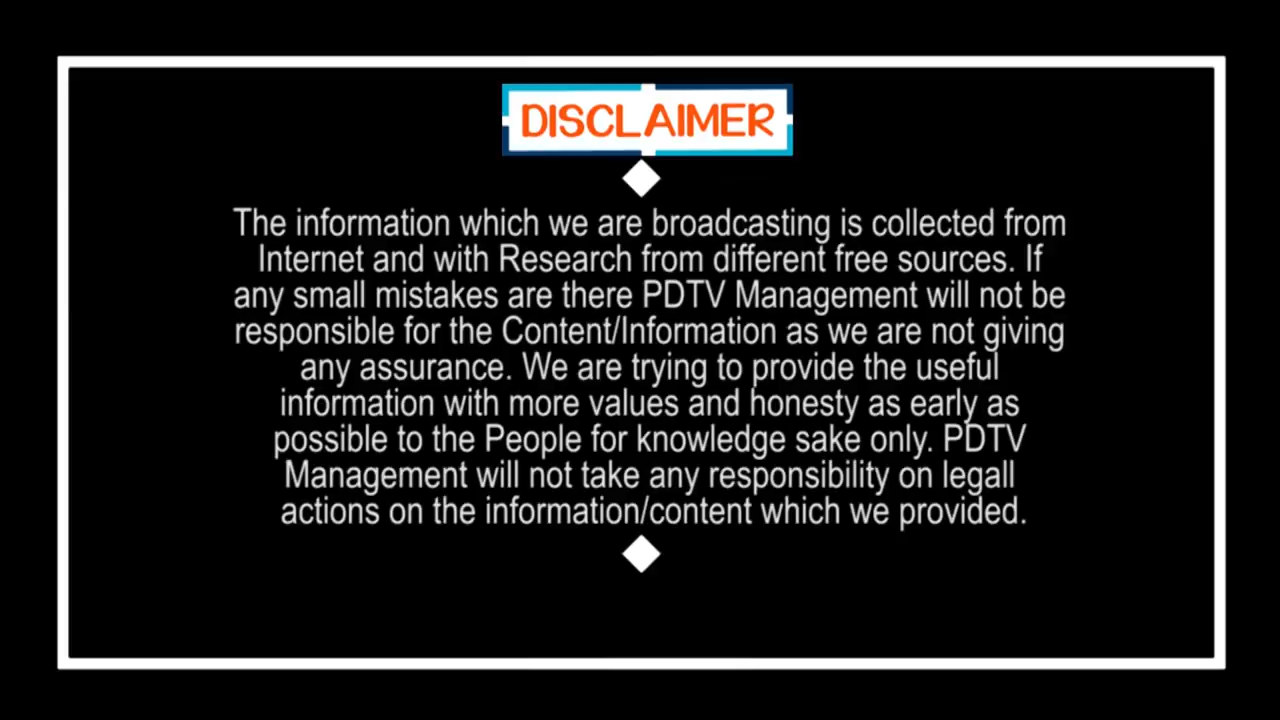 DISCLAIMER
The information which we are broadcasting is collected from
Internet and with Research from different free sources. If
any small mistakes are there PDTV Management will not be
responsible for the Content/Information as we are not giving
any assurance. We are trying to provide the useful
information with more values and honesty as early as
possible to the People for knowledge sake only. PDTV
Management will not take any responsibility on legall
actions on the information/content which we provided.